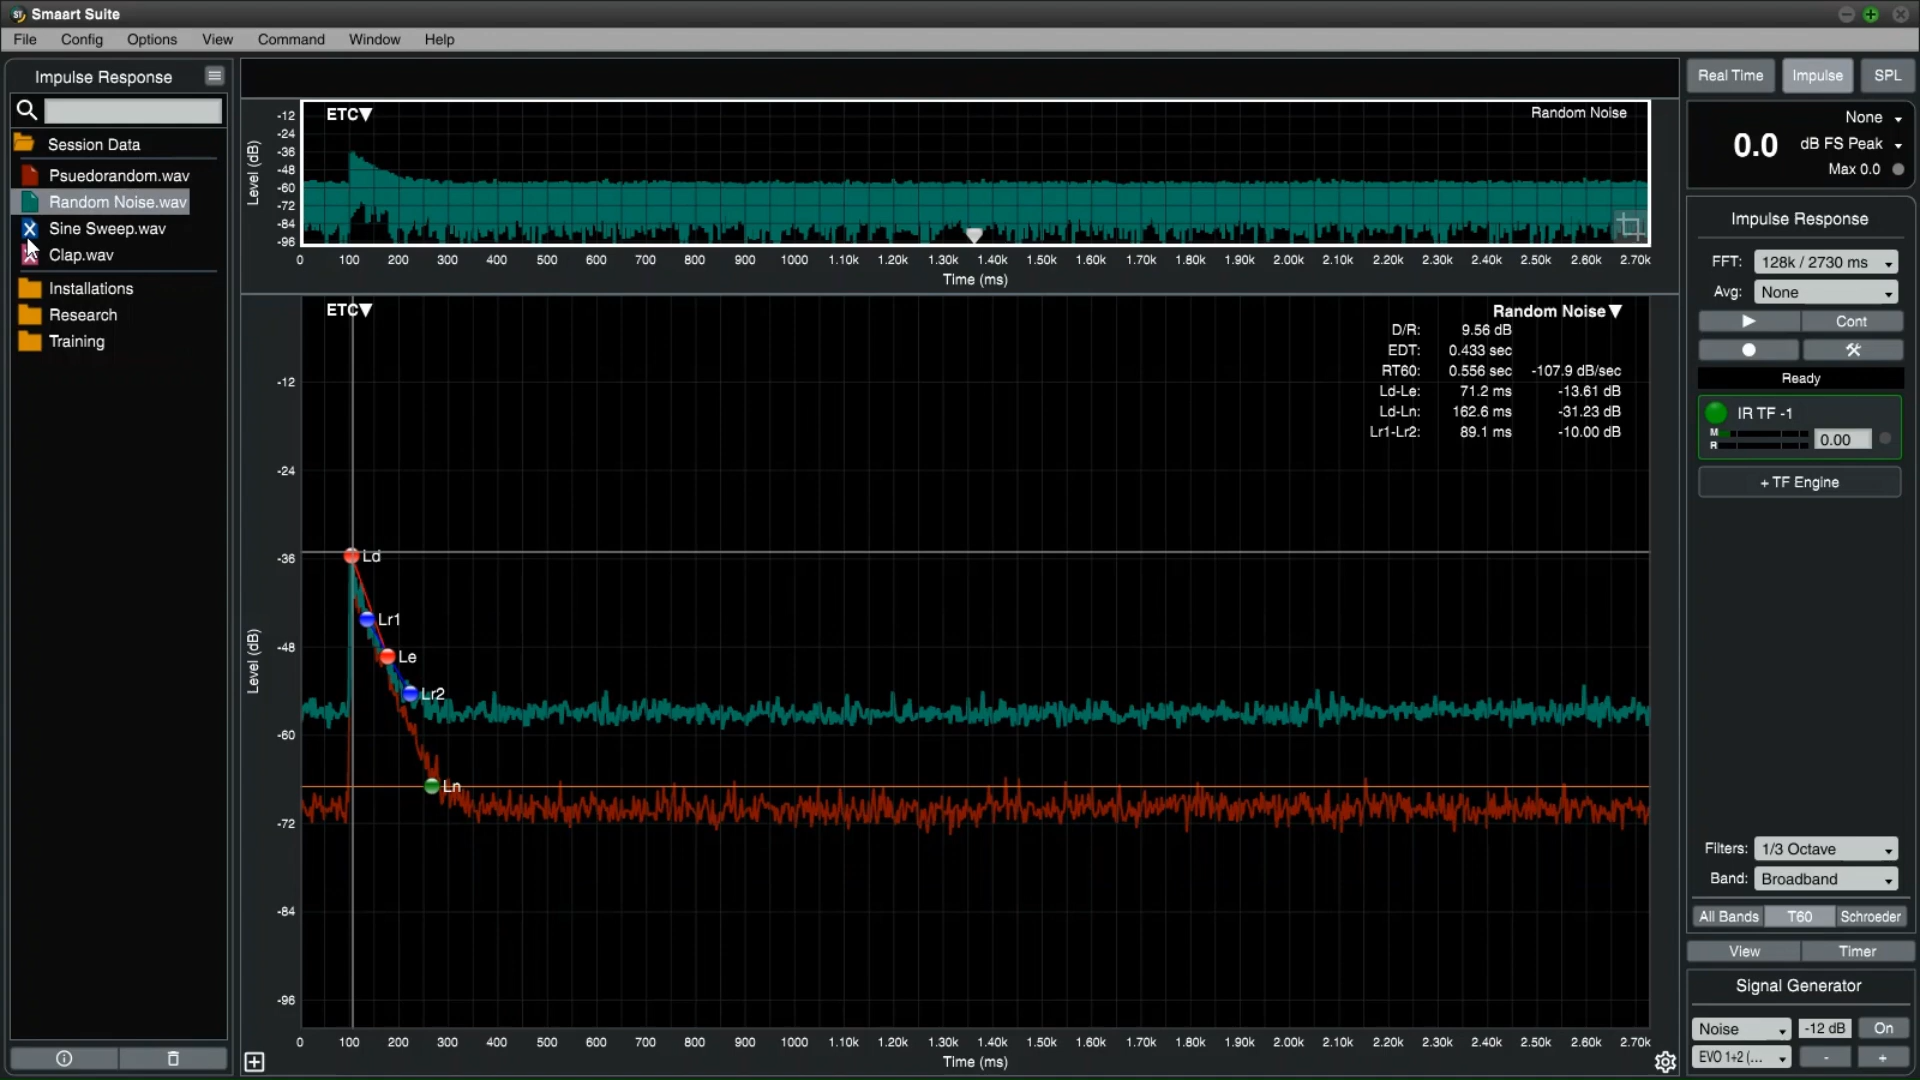 Smaart Suite
File Config Options View Command Window Help
Impulse Response
Session Data
Psuedorandom.wav
Random Noise.wav
Sine Sweep.wav
Clap.wav
Installations
Research
Training
ETC▼
Random Noise
Level (dB)
-12
-24
-36
-48
-60
-72
-84
-96
0 100 200 300 400 500 600 700 800 900 1000 1.10k 1.20k 1.30k 1.40k 1.50k 1.60k 1.70k 1.80k 1.90k 2.00k 2.10k 2.20k 2.30k 2.40k 2.50k 2.60k 2.70k
Time (ms)
ETC▼
Random Noise▼
D/R: 9.56 dB
EDT: 0.433 sec
RT60: 0.556 sec -107.9 dB/sec
Ld-Le: 71.2 ms -13.61 dB
Ld-Ln: 162.6 ms -31.23 dB
Lr1-Lr2: 89.1 ms -10.00 dB
Level (dB)
-12
-24
-36
-48
-60
-72
-84
-96
Ld
Lr1
Le
Lr2
Ln
0 100 200 300 400 500 600 700 800 900 1000 1.10k 1.20k 1.30k 1.40k 1.50k 1.60k 1.70k 1.80k 1.90k 2.00k 2.10k 2.20k 2.30k 2.40k 2.50k 2.60k 2.70k
Time (ms)
Real Time Impulse SPL
None
0.0 dB FS Peak
Max 0.0
Impulse Response
FFT: 128k / 2730 ms
Avg: None
Cont
Ready
IR TF -1
M
R
0.00
+ TF Engine
Filters: 1/3 Octave
Band: Broadband
All Bands T60 Schroeder
View Timer
Signal Generator
Noise -12 dB On
EVO 1+2 (... - +